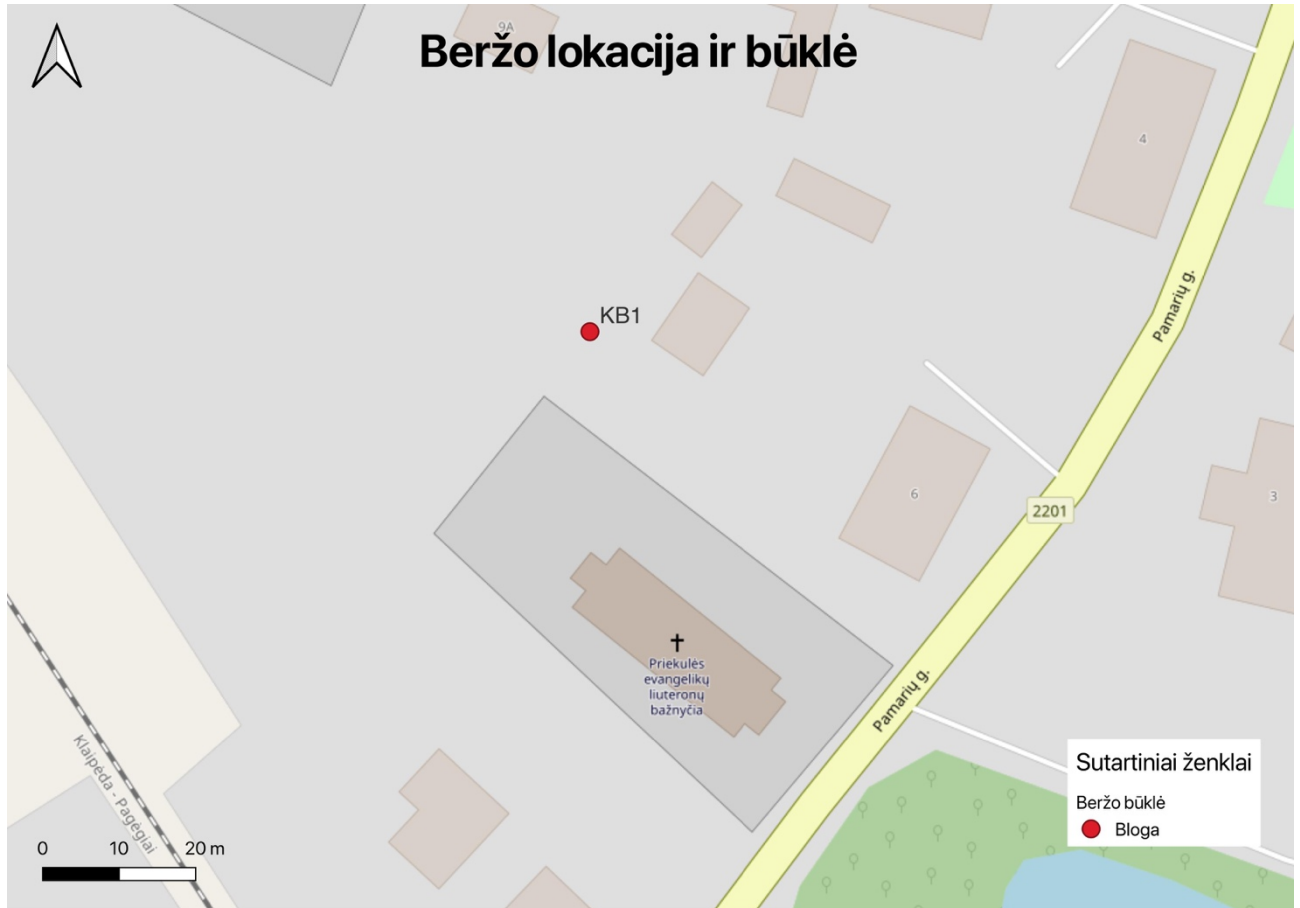 9A
Beržo lokacija ir būklė
4
Pamarių g.
KB1
6
2201
3
Priekulės
evangelikų
liuteronų
bažnyčia
Pamarių g.
Klaipėda - Pagėgiai
Sutartiniai ženklai
Beržo būklė
Bloga
0 10 20 m